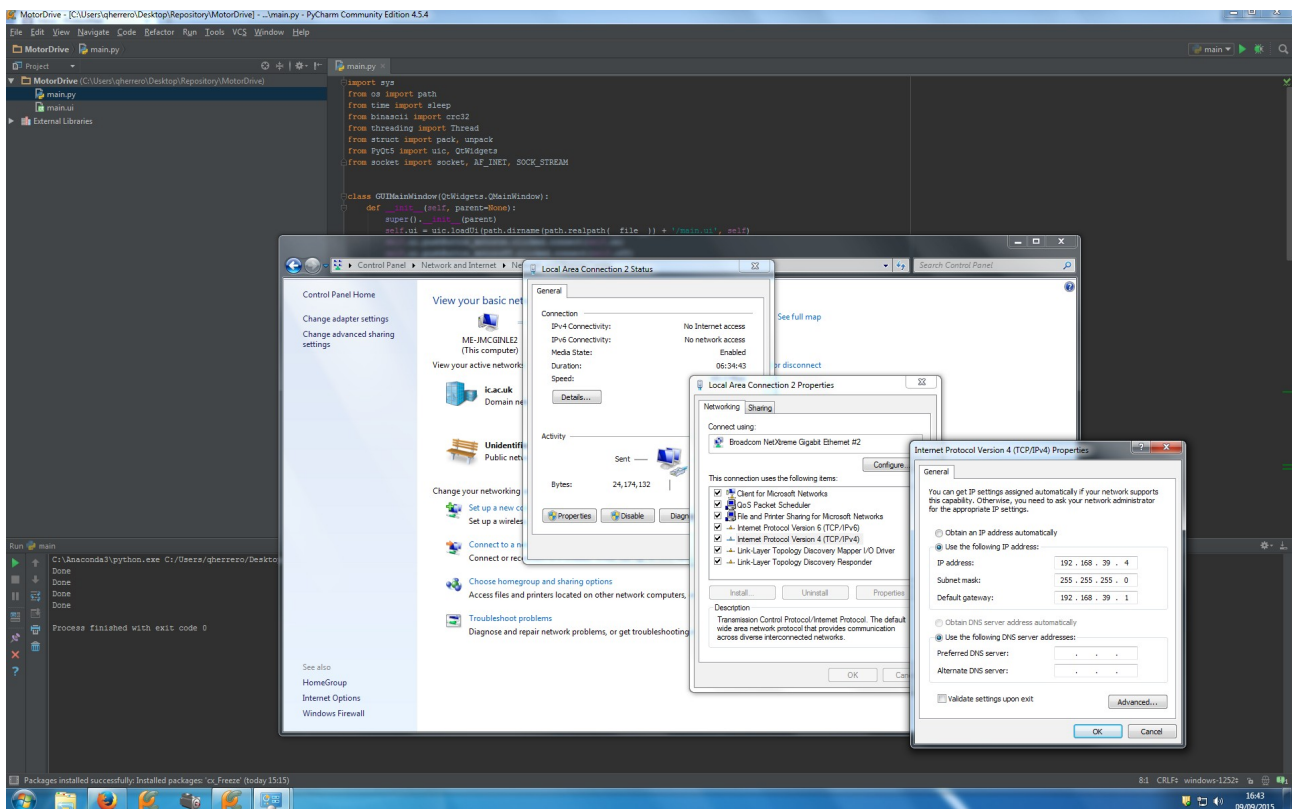 MotorDrive - [C:\Users\qherrero\Desktop\Repository\MotorDrive] - ...\main.py - PyCharm Community Edition 4.5.4
File Edit View Navigate Code Refactor Run Tools VCS Window Help
MotorDrive main.py
main
Project
main.py
MotorDrive (C:\Users\qherrero\Desktop\Repository\MotorDrive)
main.py
main.ui
External Libraries
import sys
from os import path
from time import sleep
from binascii import crc32
from threading import Thread
from struct import pack, unpack
from PyQt5 import uic, QtWidgets
from socket import socket, AF_INET, SOCK_STREAM
class GUIMainWindow(QtWidgets.QMainWindow):
def __init__(self, parent=None):
super().__init__(parent)
self.ui = uic.loadUi(path.dirname(path.realpath(__file__)) + '/main.ui', self)
Control Panel Network and Internet
Search Control Panel
Control Panel Home
Change adapter settings
Change advanced sharing
settings
See also
HomeGroup
Internet Options
Windows Firewall
View your basic
See full map
ME-JMCGINLE2
(This computer)
View your active
or disconnect
ic.ac.uk
Domain
Public
Change your networking
Set up a new
Set up a
Connect to a
Connect or
Choose homegroup and sharing options
Access files and printers located on other network computers,
Troubleshoot problems
Diagnose and repair network problems, or get troubleshooting
Local Area Connection 2 Status
General
Connection
IPv4 Connectivity: No Internet access
IPv6 Connectivity: No network access
Media State: Enabled
Duration: 06:34:43
Speed:
Details...
Activity
Sent
Bytes: 24,174,132
Properties Disable
Local Area Connection 2 Properties
Networking Sharing
Connect using:
Broadcom NetXtreme Gigabit Ethernet #2
Configure
This connection uses the following items:
Client for Microsoft Networks
QoS Packet Scheduler
File and Printer Sharing for Microsoft Networks
Internet Protocol Version 6 (TCP/IPv6)
Internet Protocol Version 4 (TCP/IPv4)
Link-Layer Topology Discovery Mapper I/O Driver
Link-Layer Topology Discovery Responder
Install... Uninstall Properties
Description
Transmission Control Protocol/Internet Protocol. The default
wide area network protocol that provides communication
across diverse interconnected networks.
OK
Internet Protocol Version 4 (TCP/IPv4) Properties
General
You can get IP settings assigned automatically if your network supports
this capability. Otherwise, you need to ask your network administrator
for the appropriate IP settings.
Obtain an IP address automatically
Use the following IP address:
IP address: 192 . 168 . 39 . 4
Subnet mask: 255 . 255 . 255 . 0
Default gateway: 192 . 168 . 39 . 1
Obtain DNS server address automatically
Use the following DNS server addresses:
Preferred DNS server: . . .
Alternate DNS server: . . .
Validate settings upon exit
Advanced...
OK Cancel
Run main
C:\Anaconda3\python.exe C:/Users/qherrero/Deskto
Done
Done
Done
Done
Process finished with exit code 0
Packages installed successfully: Installed packages: 'cx_Freeze' (today 15:15)
8:1 CRLF÷ windows-1252÷
16:43
09/09/2015